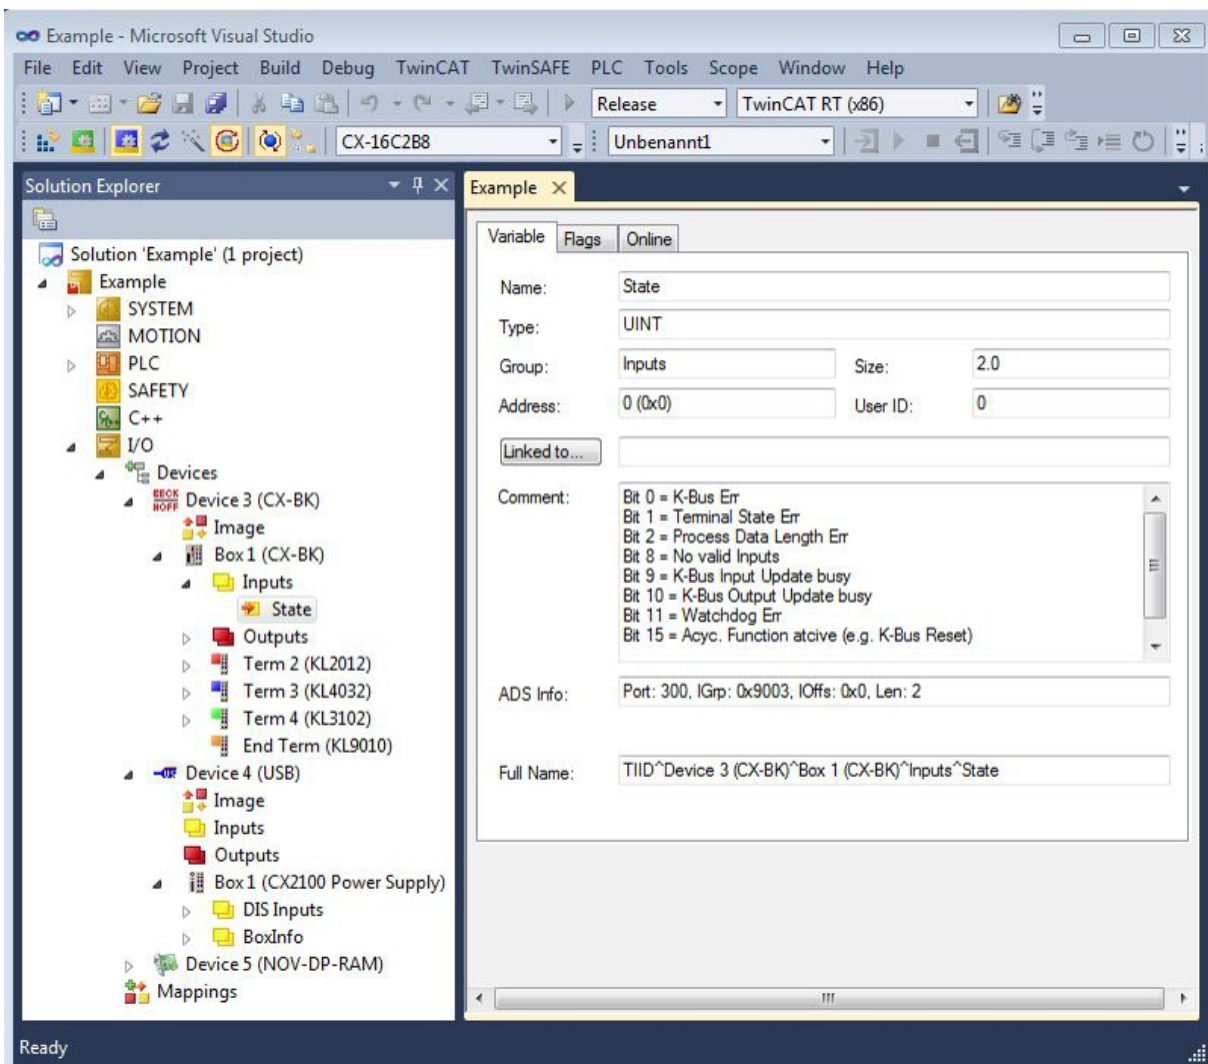 Example - Microsoft Visual Studio
File Edit View Project Build Debug TwinCAT TwinSAFE PLC Tools Scope Window Help
Release TwinCAT RT (x86)
CX-16C2B8 Unbenannt1
Solution Explorer
Solution 'Example' (1 project)
Example
SYSTEM
MOTION
PLC
SAFETY
C++
I/O
Devices
BECK
HOFF
Device 3 (CX-BK)
Image
Box 1 (CX-BK)
Inputs
State
Outputs
Term 2 (KL2012)
Term 3 (KL4032)
Term 4 (KL3102)
End Term (KL9010)
Device 4 (USB)
Image
Inputs
Outputs
Box 1 (CX2100 Power Supply)
DIS Inputs
BoxInfo
Device 5 (NOV-DP-RAM)
Mappings
Example
Variable Flags Online
Name: State
Type: UINT
Group: Inputs Size: 2.0
Address: 0 (0x0) User ID: 0
Linked to...
Comment: Bit 0 = K-Bus Err
Bit 1 = Terminal State Err
Bit 2 = Process Data Length Err
Bit 8 = No valid Inputs
Bit 9 = K-Bus Input Update busy
Bit 10 = K-Bus Output Update busy
Bit 11 = Watchdog Err
Bit 15 = Acyc. Function atcive (e.g. K-Bus Reset)
ADS Info: Port: 300, IGrp: 0x9003, IOffs: 0x0, Len: 2
Full Name: TIID^Device 3 (CX-BK)^Box 1 (CX-BK)^Inputs^State
Ready